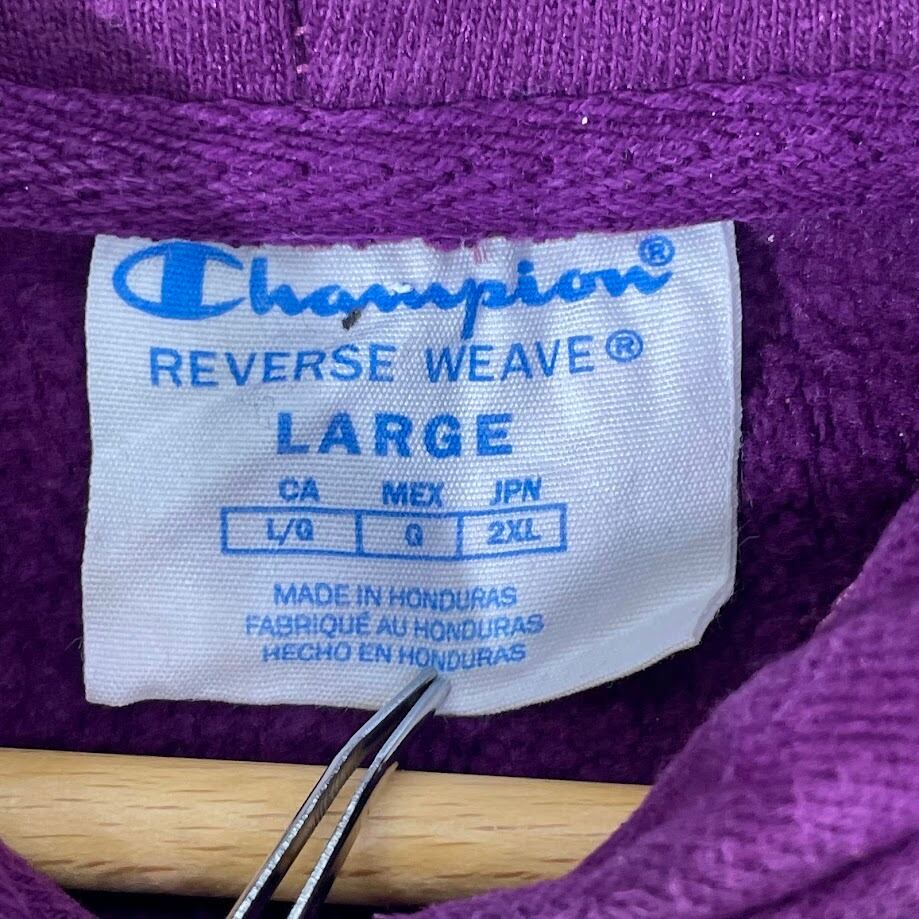 Champion®
REVERSE WEAVE®
LARGE
CA MEX JPN
L/G G 2XL
MADE IN HONDURAS
FABRIQUÉ AU HONDURAS
HECHO EN HONDURAS